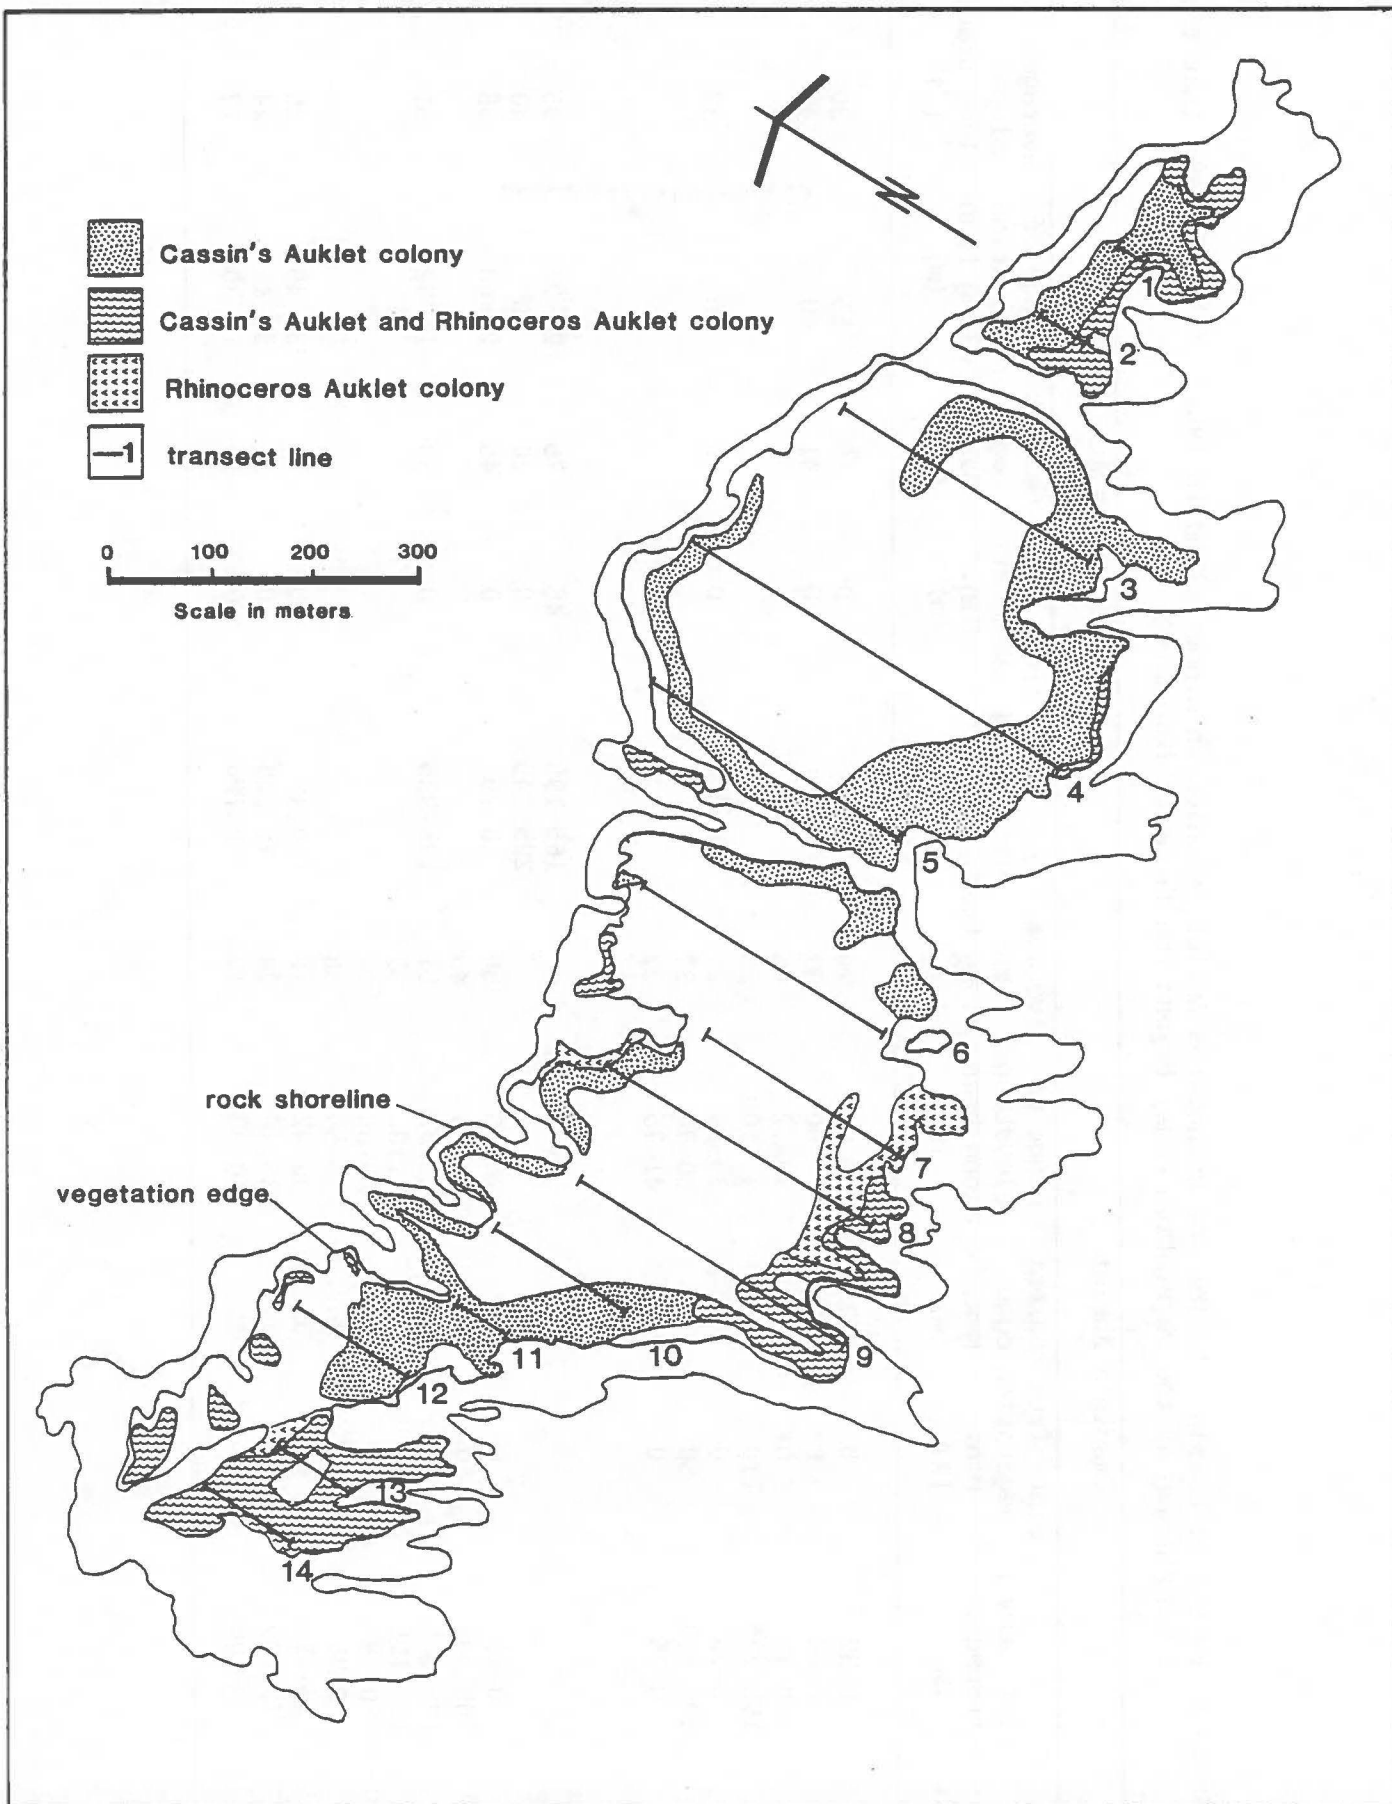 N
Cassin's Auklet colony
Cassin's Auklet and Rhinoceros Auklet colony
Rhinoceros Auklet colony
1 transect line
0 100 200 300
Scale in meters
1
2
3
4
5
6
rock shoreline
7
vegetation edge
8
9
10
11
12
13
14